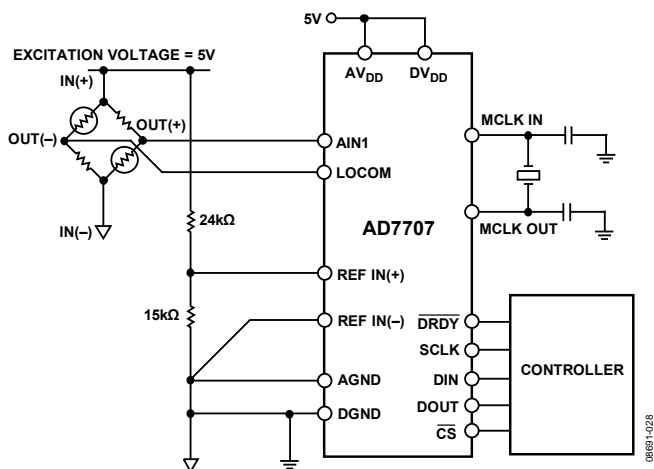 5V
EXCITATION VOLTAGE = 5V
AVDD
DVDD
IN(+)
OUT(–)
OUT(+)
IN(–)
24kΩ
15kΩ
AIN1
LOCOM
AD7707
REF IN(+)
REF IN(–)
AGND
DGND
MCLK IN
MCLK OUT
DRDY
SCLK
DIN
DOUT
CS
CONTROLLER
08691-028